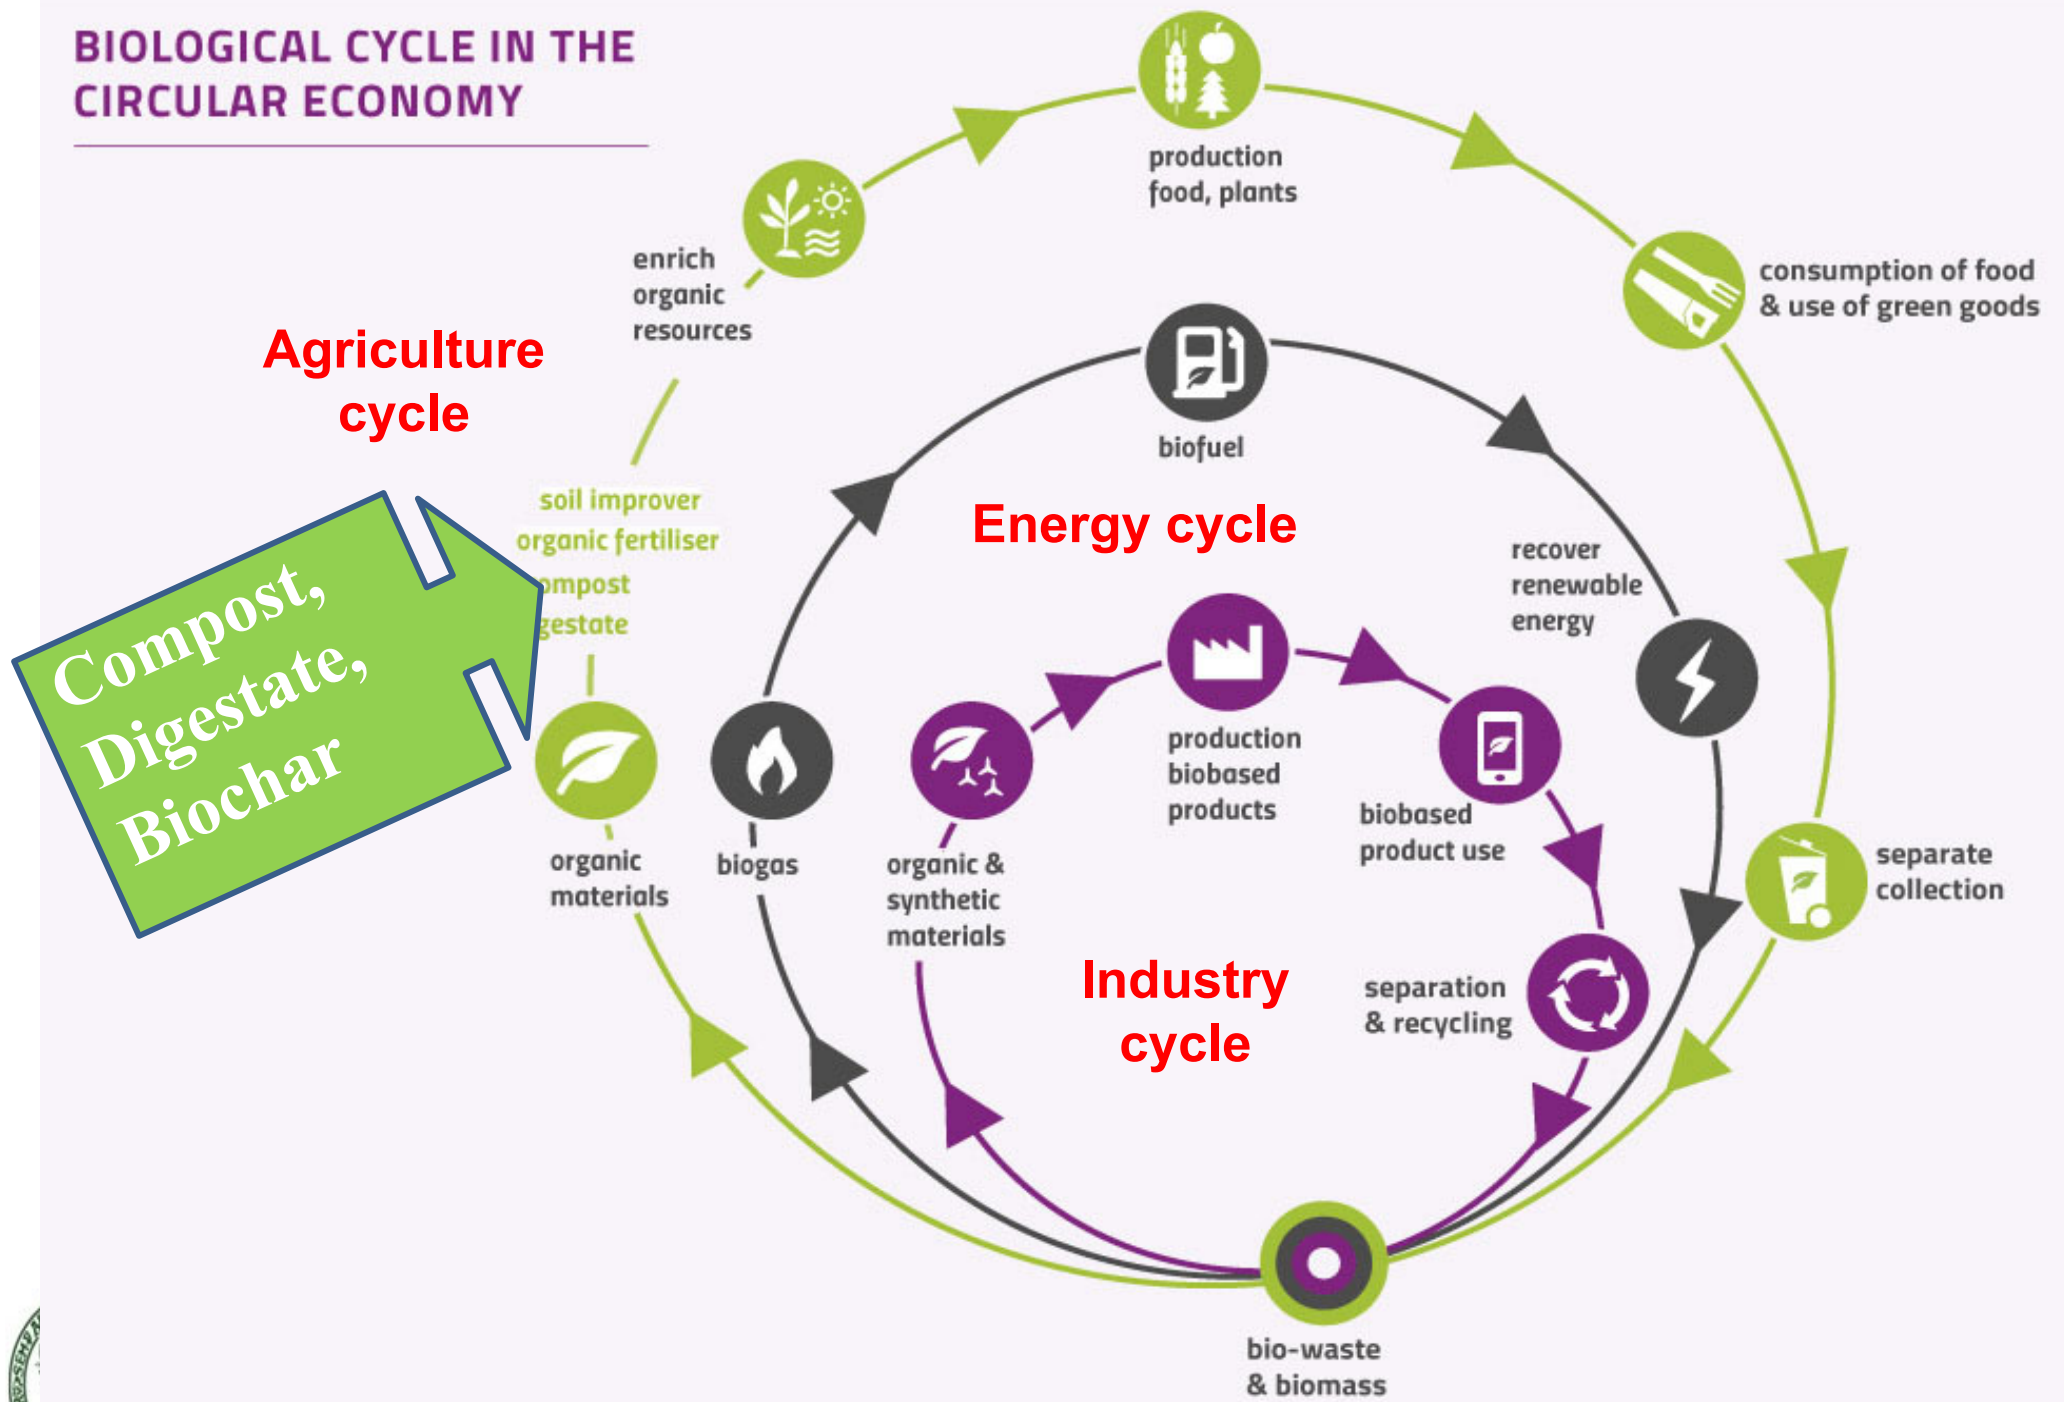 BIOLOGICAL CYCLE IN THE
CIRCULAR ECONOMY
production
food, plants
enrich
organic
resources
consumption of food
& use of green goods
Agriculture
cycle
biofuel
soil improver
organic fertiliser
ompost
gestate
Energy cycle
recover
renewable
energy
Compost,
Digestate,
Biochar
production
biobased
products
biobased
product use
organic
materials
biogas
organic &
synthetic
materials
separate
collection
Industry
cycle
separation
& recycling
bio-waste
& biomass